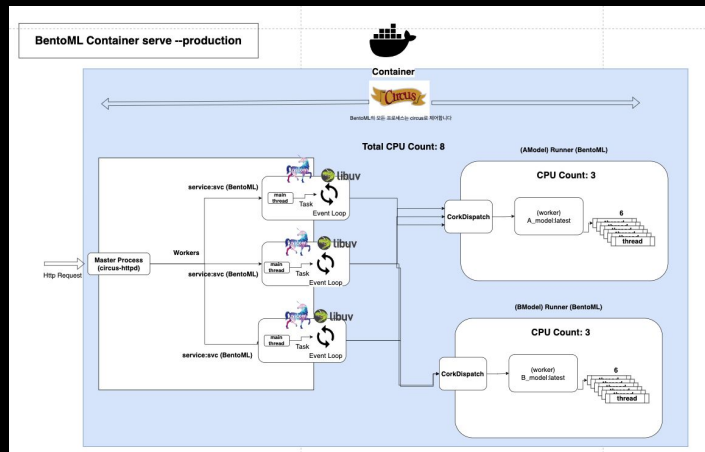 BentoML Container serve --production
Container
CIRCUS
BentoML의 모든 프로세스는 circus로 제어합니다
Total CPU Count: 8
(AModel) Runner (BentoML)
CPU Count: 3
service:svc (BentoML)
libuv
main
thread
Task
Event Loop
CorkDispatch
(worker)
A_model:latest
6
thread
Workers
service:svc (BentoML)
libuv
main
thread
Task
Event Loop
Master Process
(circus-httpd)
Http Request
service:svc (BentoML)
libuv
main
thread
Task
Event Loop
(BModel) Runner (BentoML)
CPU Count: 3
CorkDispatch
(worker)
B_model:latest
6
thread